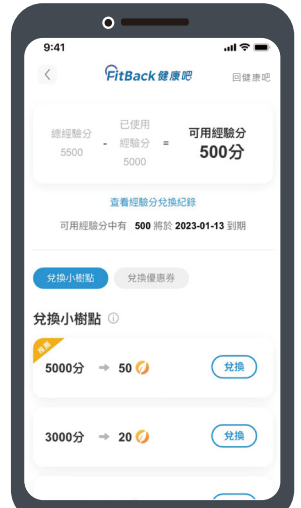 9:41
FitBack健康吧
回健康吧
總經驗分
5500
-
已使用
經驗分
5000
=
可用經驗分
500分
查看經驗分兌換紀錄
可用經驗分中有 500 將於 2023-01-13 到期
兌換小樹點
兌換優惠券
兌換小樹點
推薦
5000分 → 50
兌換
3000分 → 20
兌換